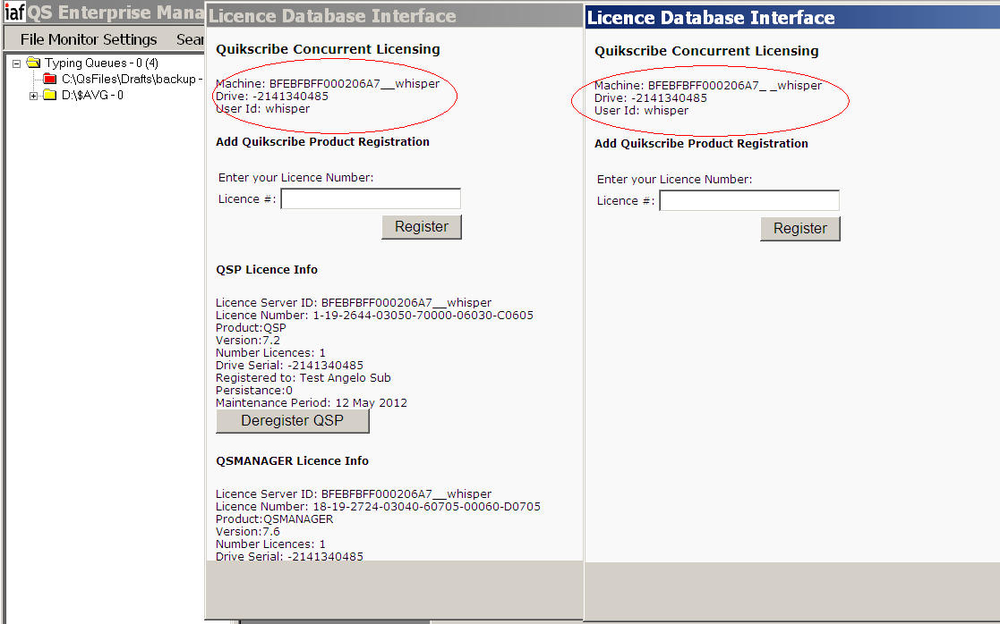 iaf QS Enterprise Mana
File Monitor Settings Sear
Typing Queues - 0 (4)
C:\QsFiles\Drafts\backup -
D:\$AVG - 0
Licence Database Interface
Quikscribe Concurrent Licensing
Machine: BFEBFBFF000206A7__whisper
Drive: -2141340485
User Id: whisper
Add Quikscribe Product Registration
Enter your Licence Number:
Licence #:
Register
QSP Licence Info
Licence Server ID: BFEBFBFF000206A7__whisper
Licence Number: 1-19-2644-03050-70000-06030-C0605
Product:QSP
Version:7.2
Number Licences: 1
Drive Serial: -2141340485
Registered to: Test Angelo Sub
Persistance:0
Maintenance Period: 12 May 2012
Deregister QSP
QSMANAGER Licence Info
Licence Server ID: BFEBFBFF000206A7__whisper
Licence Number: 18-19-2724-03040-60705-00060-D0705
Product:QSMANAGER
Version:7.6
Number Licences: 1
Drive Serial: -2141340485
Licence Database Interface
Quikscribe Concurrent Licensing
Machine: BFEBFBFF000206A7_ _whisper
Drive: -2141340485
User Id: whisper
Add Quikscribe Product Registration
Enter your Licence Number:
Licence #:
Register